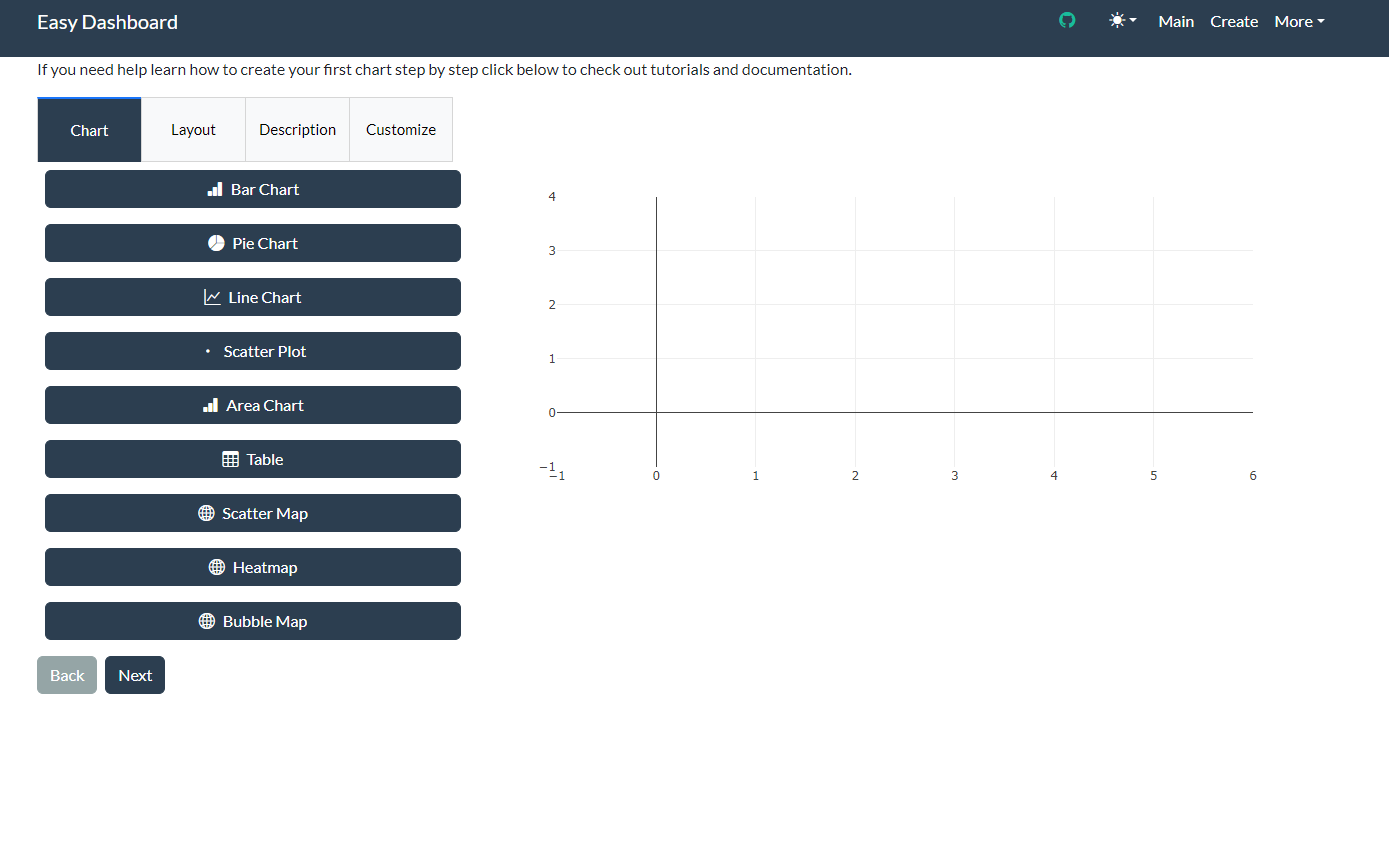 Easy Dashboard
Main Create More
If you need help learn how to create your first chart step by step click below to check out tutorials and documentation.
Chart Layout Description Customize
Bar Chart
Pie Chart
Line Chart
Scatter Plot
Area Chart
Table
Scatter Map
Heatmap
Bubble Map
Back Next
4
3
2
1
0
−1
−1 0 1 2 3 4 5 6